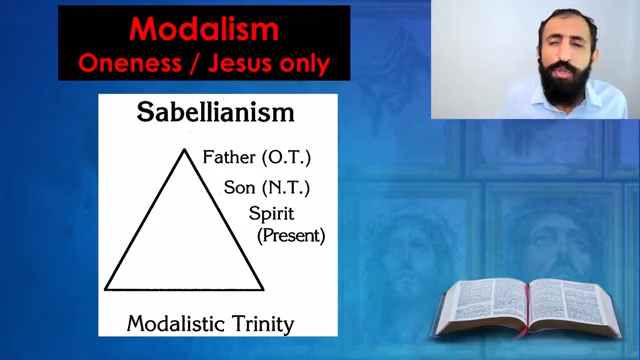 Modalism
Oneness / Jesus only
Sabellianism
Father (O.T.)
Son (N.T.)
Spirit
(Present)
Modalistic Trinity